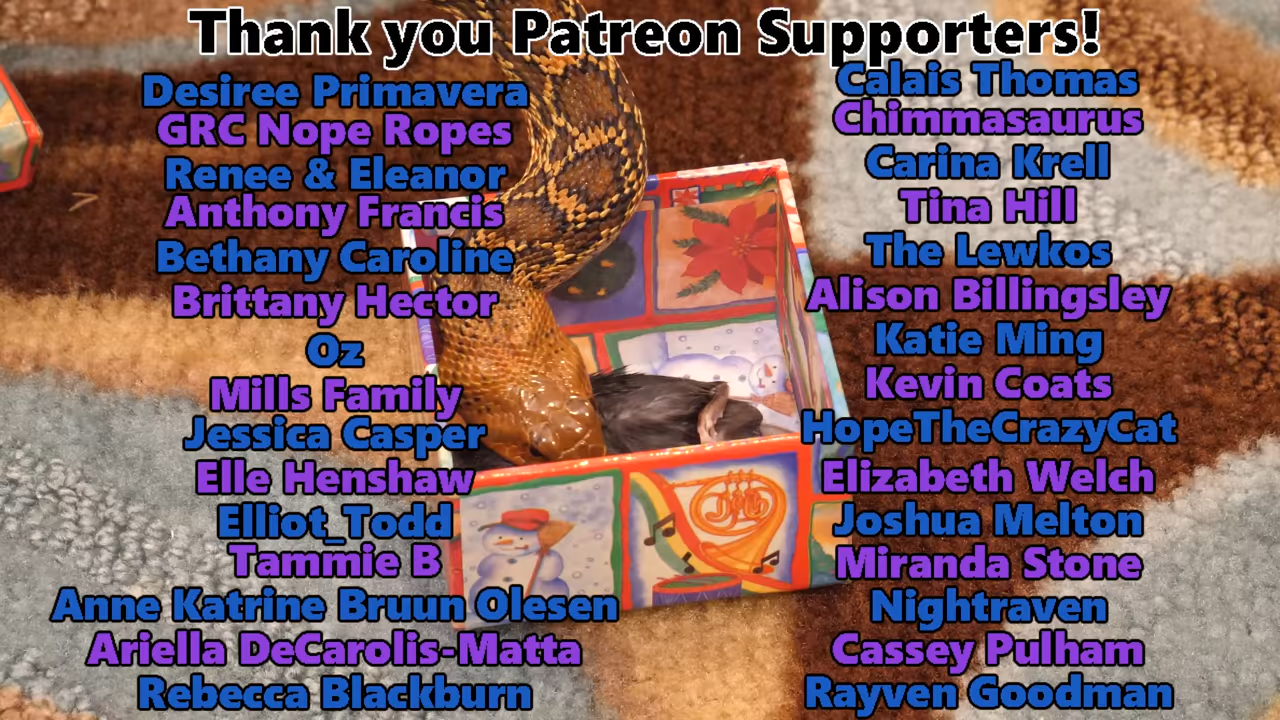 Thank you Patreon Supporters!
Desiree Primavera
GRC Nope Ropes
Renee & Eleanor
Anthony Francis
Bethany Caroline
Brittany Hector
Oz
Mills Family
Jessica Casper
Elle Henshaw
Elliot_Todd
Tammie B
Anne Katrine Bruun Olesen
Ariella DeCarolis-Matta
Rebecca Blackburn
Calais Thomas
Chimmasaurus
Carina Krell
Tina Hill
The Lewkos
Alison Billingsley
Katie Ming
Kevin Coats
HopeTheCrazyCat
Elizabeth Welch
Joshua Melton
Miranda Stone
Nightraven
Cassey Pulham
Rayven Goodman